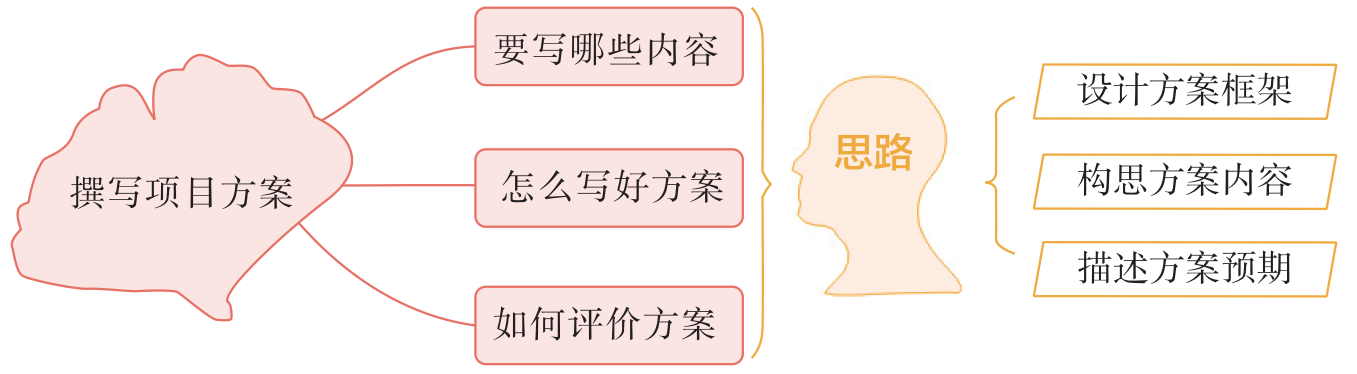 撰写项目方案
要写哪些内容
怎么写好方案
如何评价方案
思路
设计方案框架
构思方案内容
描述方案预期